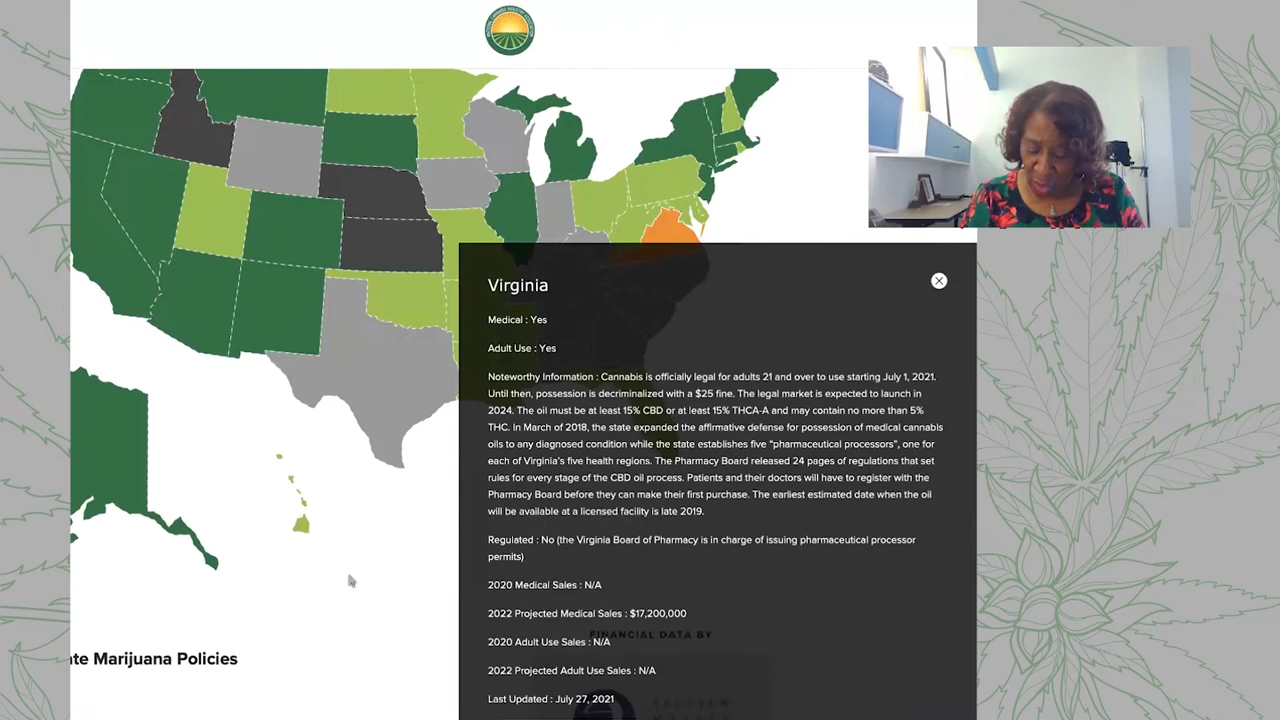 Virginia
Medical : Yes
Adult Use : Yes
Noteworthy Information : Cannabis is officially legal for adults 21 and over to use starting July 1, 2021.
Until then, possession is decriminalized with a $25 fine. The legal market is expected to launch in
2024. The oil must be at least 15% CBD or at least 15% THCA-A and may contain no more than 5%
THC. In March of 2018, the state expanded the affirmative defense for possession of medical cannabis
oils to any diagnosed condition while the state establishes five “pharmaceutical processors”, one for
each of Virginia’s five health regions. The Pharmacy Board released 24 pages of regulations that set
rules for every stage of the CBD oil process. Patients and their doctors will have to register with the
Pharmacy Board before they can make their first purchase. The earliest estimated date when the oil
will be available at a licensed facility is late 2019.
Regulated : No (the Virginia Board of Pharmacy is in charge of issuing pharmaceutical processor
permits)
2020 Medical Sales : N/A
2022 Projected Medical Sales : $17,200,000
FINANCIAL DATA BY
2020 Adult Use Sales : N/A
te Marijuana Policies
2022 Projected Adult Use Sales : N/A
Last Updated : July 27, 2021